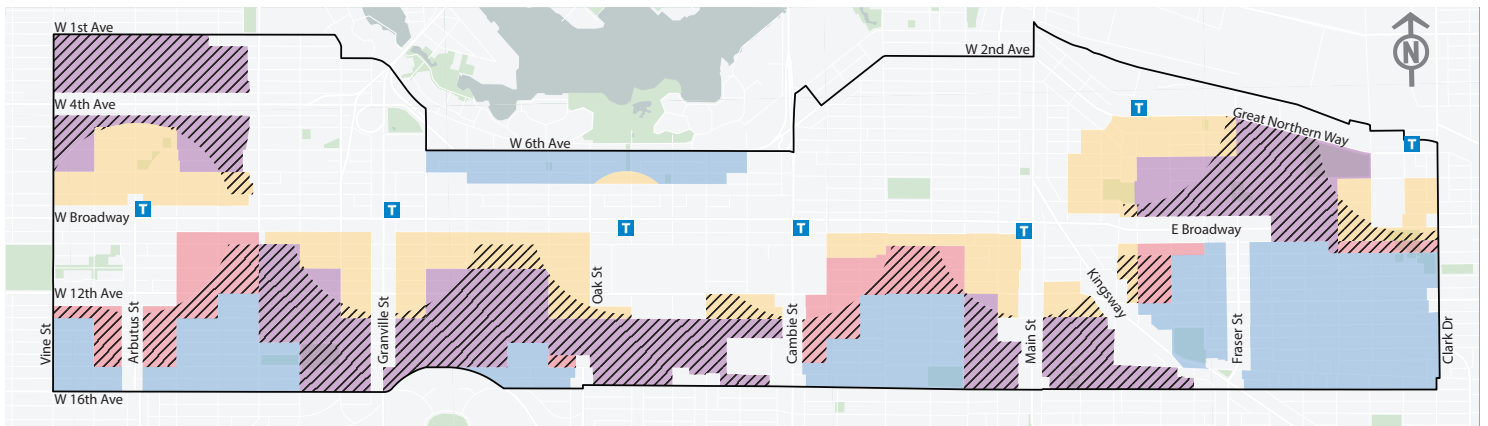 W 1st Ave
W 2nd Ave
N
W 4th Ave
T
Great Northern Way
T
W 6th Ave
T
T
W Broadway
T
T
T
E Broadway
W 12th Ave
Oak St
Kingsway
Vine St
Arbutus St
Granville St
Cambie St
Main St
Fraser St
Clark Dr
W 16th Ave